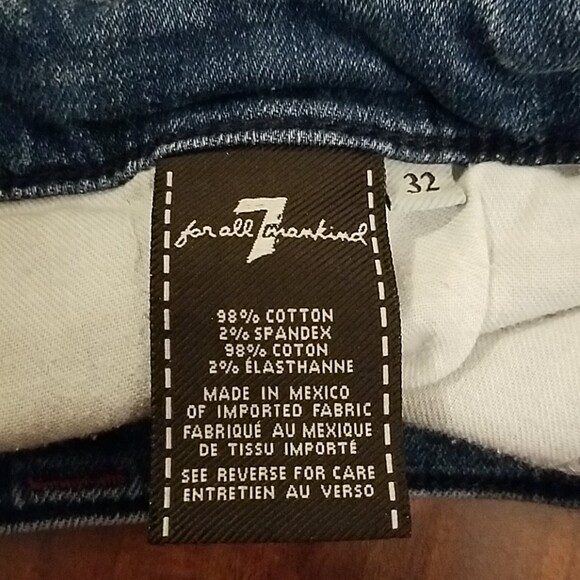 32
for all 7 mankind
98% COTTON
2% SPANDEX
98% COTON
2% ÉLASTHANNE
MADE IN MEXICO
OF IMPORTED FABRIC
FABRIQUÉ AU MEXIQUE
DE TISSU IMPORTÉ
SEE REVERSE FOR CARE
ENTRETIEN AU VERSO